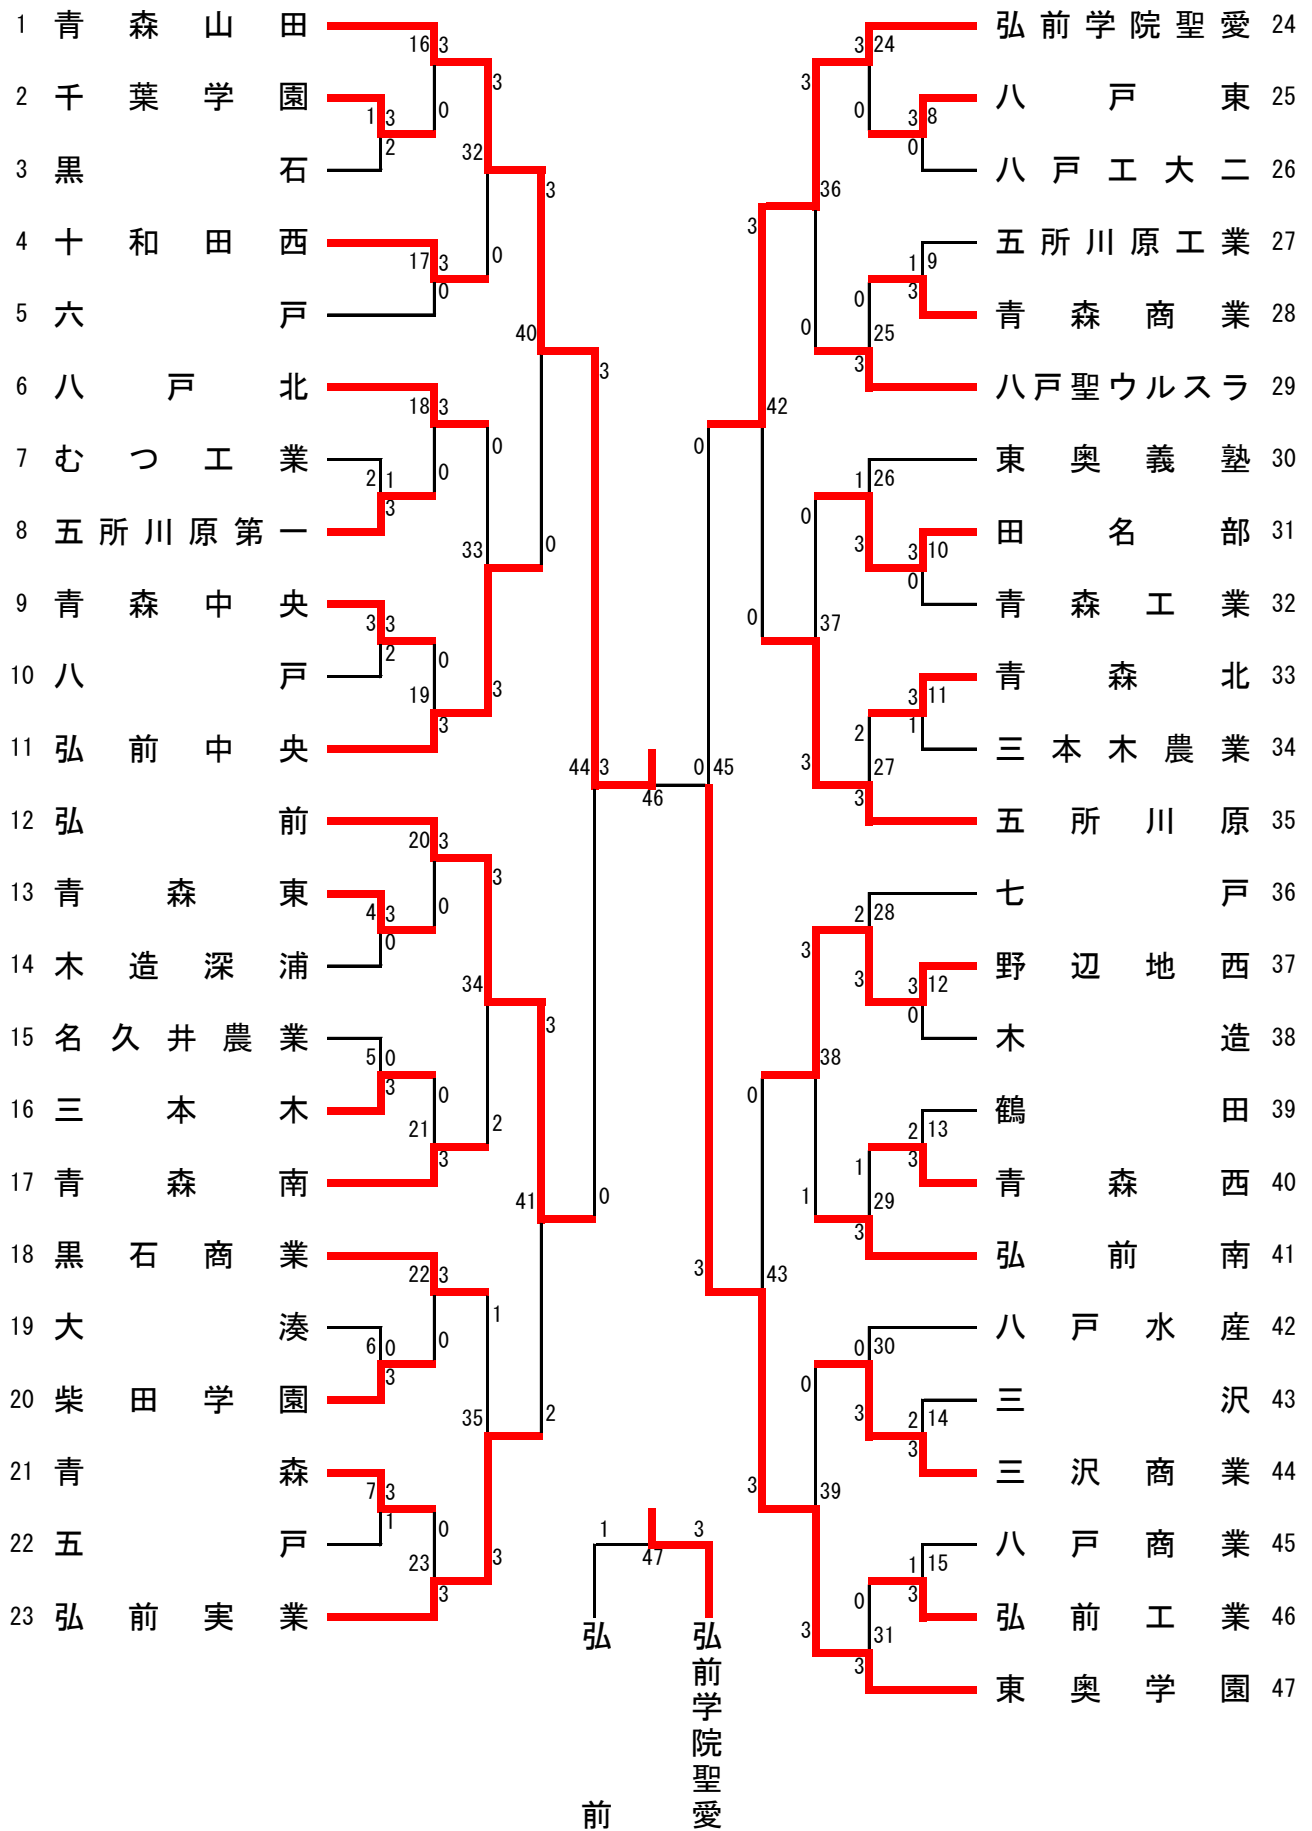 1 青森山田
2 千葉学園
3 黒石
4 十和田西
5 六戸
6 八戸北
7 むつ工業
8 五所川原第一
9 青森中央
10 八戸
11 弘前中央
12 弘前
13 青森東
14 木造深浦
15 名久井農業
16 三本木
17 青森南
18 黒石商業
19 大湊
20 柴田学園
21 青森
22 五戸
23 弘前実業
16 3
0
1 3
2
3
32
0
17 3
0
3
40
0
18 3
0
2 1
3
0
33
3
3 3
2
0
19
3
3
44 3
0
20 3
0
4 3
0
3
34
2
5 0
3
0
21
3
3
41
2
22 3
0
6 0
3
1
35
3
7 3
1
0
23
3
46
0 45
3
1 3
47
弘前
弘前学院聖愛
3 24
0
3 8
0
3
36
0
1 9
3
0
25
3
3
42
0
0
1 26
3
3 10
0
0
37
3
3 11
1
2
27
3
2 28
3
3 12
0
3
38
1
2 13
3
1
29
3
0
43
3
0 30
3
2 14
3
0
39
3
1 15
3
0
31
3
弘前学院聖愛 24
八戸東 25
八戸工大二 26
五所川原工業 27
青森商業 28
八戸聖ウルスラ 29
東奥義塾 30
田名部 31
青森工業 32
青森北 33
三本木農業 34
五所川原 35
七戸 36
野辺地西 37
木造 38
鶴田 39
青森西 40
弘前南 41
八戸水産 42
三沢 43
三沢商業 44
八戸商業 45
弘前工業 46
東奥学園 47